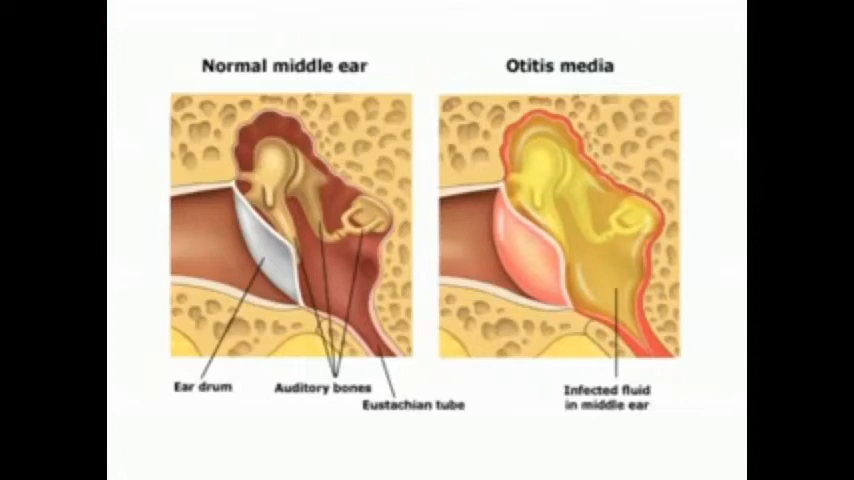 Normal middle ear
Otitis media
Ear drum
Auditory bones
Eustachian tube
Infected fluid
in middle ear